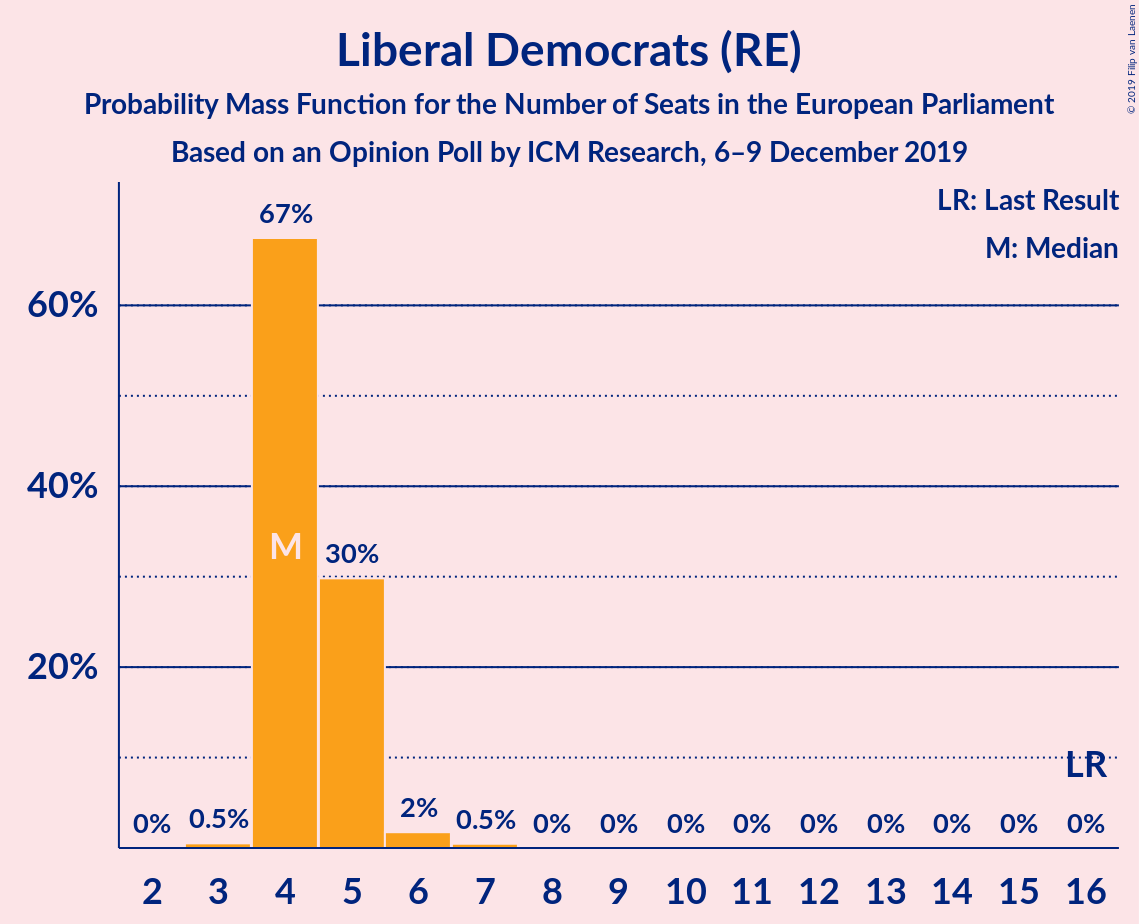 © 2019 Filip van Laenen
Liberal Democrats (RE)
Probability Mass Function for the Number of Seats in the European Parliament
Based on an Opinion Poll by ICM Research, 6–9 December 2019
LR: Last Result
M: Median
67%
60%
40%
M
30%
20%
LR
0% 0.5% 2% 0.5% 0% 0% 0% 0% 0% 0% 0% 0% 0%
2 3 4 5 6 7 8 9 10 11 12 13 14 15 16